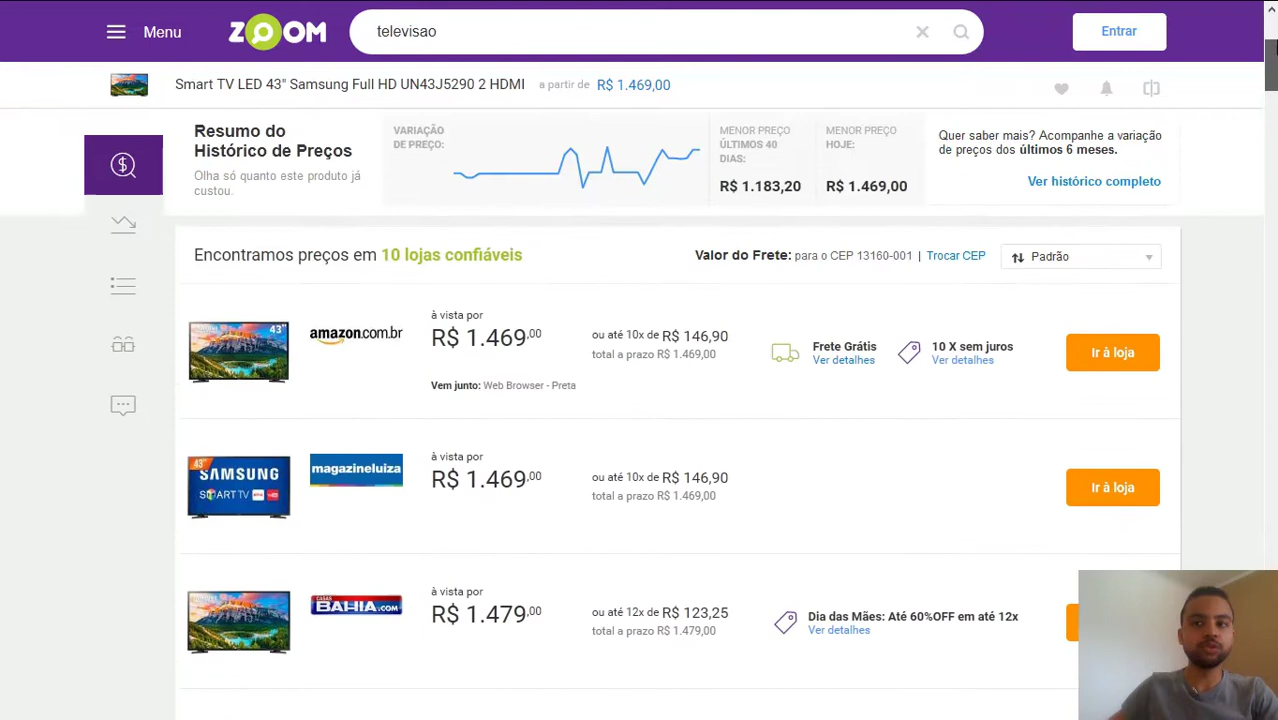 Menu
ZOOM
televisao
Entrar
Smart TV LED 43" Samsung Full HD UN43J5290 2 HDMI a partir de R$ 1.469,00
Resumo do
Histórico de Preços
Olha só quanto este produto já
custou.
VARIAÇÃO
DE PREÇO:
MENOR PREÇO
ÚLTIMOS 40
DIAS:
R$ 1.183,20
MENOR PREÇO
HOJE:
R$ 1.469,00
Quer saber mais? Acompanhe a variação
de preços dos últimos 6 meses.
Ver histórico completo
Encontramos preços em 10 lojas confiáveis
Valor do Frete: para o CEP 13160-001 | Trocar CEP
Padrão
43"
amazon.com.br
à vista por
R$ 1.469,00
Vem junto: Web Browser - Preta
ou até 10x de R$ 146,90
total a prazo R$ 1.469,00
Frete Grátis
Ver detalhes
10 X sem juros
Ver detalhes
Ir à loja
43"
SAMSUNG
SMART TV
magazineluiza
à vista por
R$ 1.469,00
ou até 10x de R$ 146,90
total a prazo R$ 1.469,00
Ir à loja
CASAS
BAHIA.COM
à vista por
R$ 1.479,00
ou até 12x de R$ 123,25
total a prazo R$ 1.479,00
Dia das Mães: Até 60%OFF em até 12x
Ver detalhes